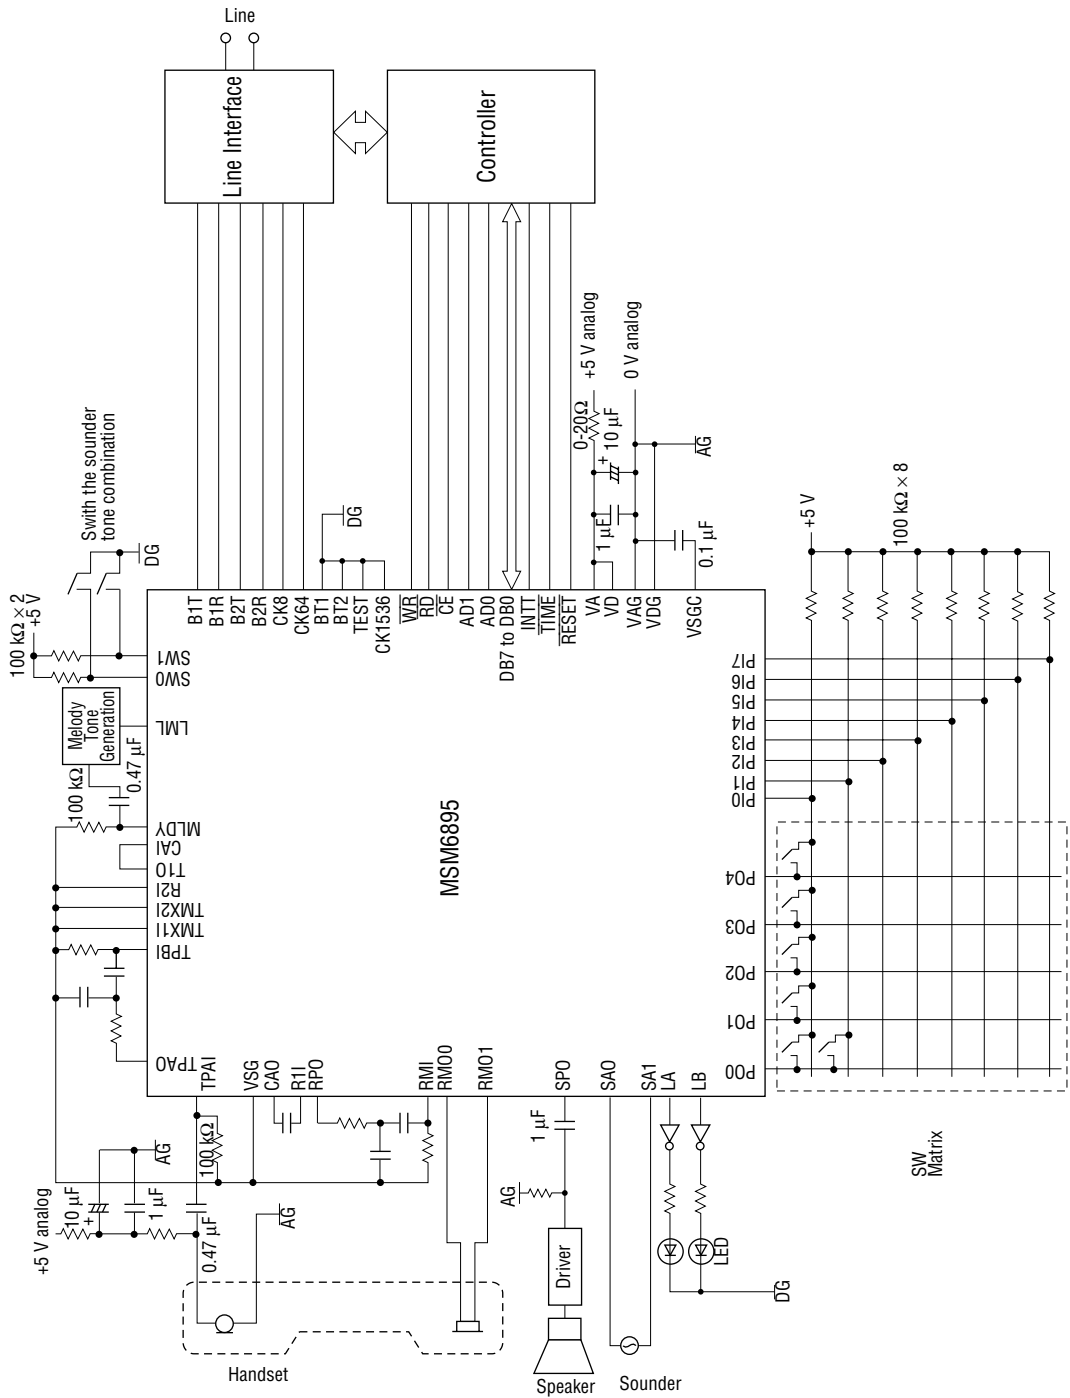 Line
Line Interface
Controller
Swith the sounder
tone combination
DG
100 kΩ × 2
+5 V
Melody
Tone
Generation
100 kΩ
0.47 µF
B1T
B1R
B2T
B2R
CK8
CK64
BT1
BT2
TEST
CK1536
DG
WR
RD
CE
AD1
AD0
DB7 to DB0
INTT
TIME
RESET
VA
VD
VAG
VDG
VSGC
+5 V analog
0 V analog
0-20Ω
+
10 µF
1 µF
AG
0.1 µF
SW1
SW0
LML
MLDY
CAI
T1O
R2I
TMX2I
TMX1I
TPBI
TPAO
MSM6895
PI7
PI6
PI5
PI4
PI3
PI2
PI1
PI0
PO4
PO3
PO2
PO1
PO0
+5 V
100 kΩ × 8
SW
Matrix
TPAI
VSG
CAO
R1I
RPO
RMI
RMO0
RMO1
SPO
SAO
SA1
LA
LB
+5 V analog
10 µF
+
1 µF
AG
100 kΩ
0.47 µF
AG
1 µF
AG
Driver
LED
DG
Handset
Speaker
Sounder